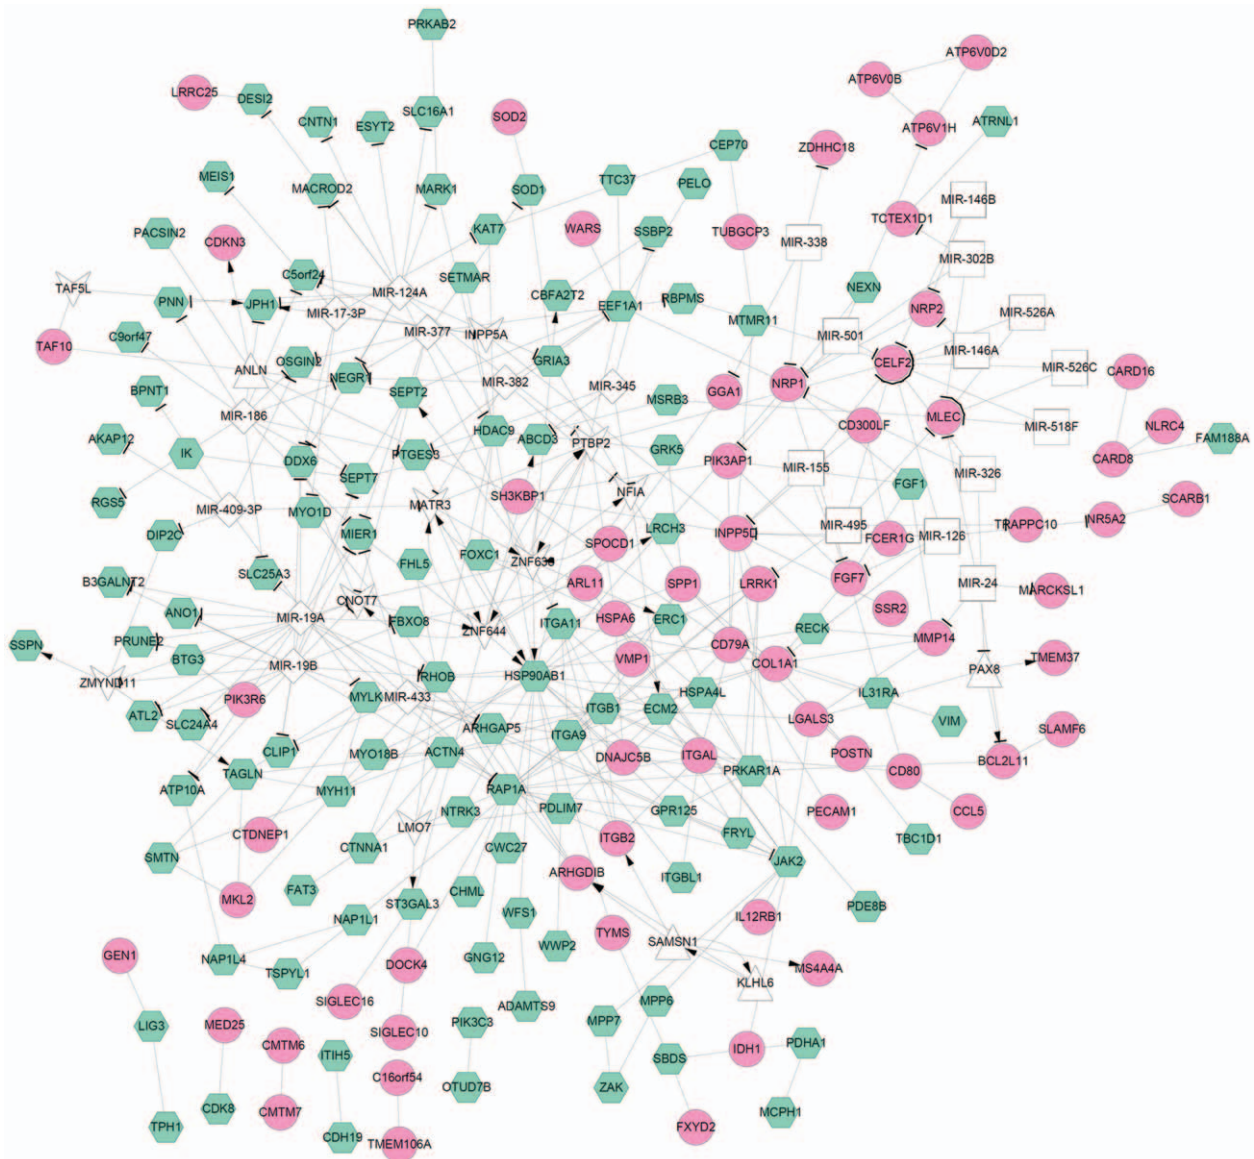 PRKAB2
ATP6V0D2
ATP6V0B
LRRC25
DESI2
SLC16A1
CNTN1
ESYT2
SOD2
ATP6V1H
ATRNL1
CEP70
ZDHHC18
MEIS1
MACROD2
MARK1
SOD1
TTC37
PELO
MIR-146B
PACSIN2
CDKN3
KAT7
WARS
SSBP2
TUBGCP3
MIR-338
TCTEX1D1
MIR-302B
TAF5L
PNN
JPH1
C5orf24
MIR-124A
SETMAR
CBFA2T2
EEF1A1
RBPMS
NEXN
MIR-17-3P
MIR-377
INPP5A
MTMR11
MIR-501
NRP2
MIR-526A
TAF10
C9orf47
ANLN
OSGIN2
NEGR1
GRIA3
MIR-146A
CELF2
MIR-526C
CARD16
BPNT1
MIR-186
SEPT2
MIR-382
MIR-345
MSRB3
GGA1
NRP1
MLEC
CD300LF
MIR-518F
NLRC4
AKAP12
IK
DDX6
PTGES3
HDAC9
ABCD3
PTBP2
GRK5
PIK3AP1
MIR-155
MIR-326
CARD8
FAM188A
RGS5
SEPT7
MATR3
SH3KBP1
NFIA
FGF1
SCARB1
MIR-409-3P
MYO1D
DIP2C
MIER1
LRCH3
INPP5D
MIR-495
FCER1G
MIR-126
TRAPPC10
NR5A2
SPOCD1
FHL5
FOXC1
B3GALNT2
SLC25A3
CNOT7
ARL11
SPP1
LRRK1
FGF7
SSR2
MIR-24
MARCKSL1
ANO1
MIR-19A
FBXO8
ZNF644
ITGA11
HSPA6
ERC1
RECK
MMP14
SSPN
PRUNE2
BTG3
MIR-19B
VMP1
CD79A
COL1A1
PAX8
TMEM37
ZMYND11
PIK3R6
RHOB
HSP90AB1
HSPA4L
IL31RA
ATL2
SLC24A4
MYLK
MIR-433
ITGB1
ECM2
LGALS3
VIM
CLIP1
MYO18B
ACTN4
ARHGAP5
ITGA9
DNAJC5B
ITGAL
PRKAR1A
POSTN
CD80
BCL2L11
SLAMF6
ATP10A
TAGLN
MYH11
RAP1A
PDLIM7
GPR125
PECAM1
CCL5
CTDNEP1
NTRK3
LMO7
CTNNA1
CWC27
ITGB2
FRYL
TBC1D1
SMTN
MKL2
FAT3
ST3GAL3
CHML
ARHGDIB
ITGBL1
JAK2
PDE8B
NAP1L1
WFS1
TYMS
IL12RB1
GEN1
NAP1L4
TSPYL1
DOCK4
GNG12
WWP2
SAMSN1
MS4A4A
SIGLEC16
ADAMTS9
KLHL6
LIG3
MED25
CMTM6
ITIH5
SIGLEC10
PIK3C3
MPP7
MPP6
SBDS
IDH1
PDHA1
C16orf54
OTUD7B
ZAK
CDK8
CMTM7
MCPH1
TPH1
CDH19
TMEM106A
FXYD2